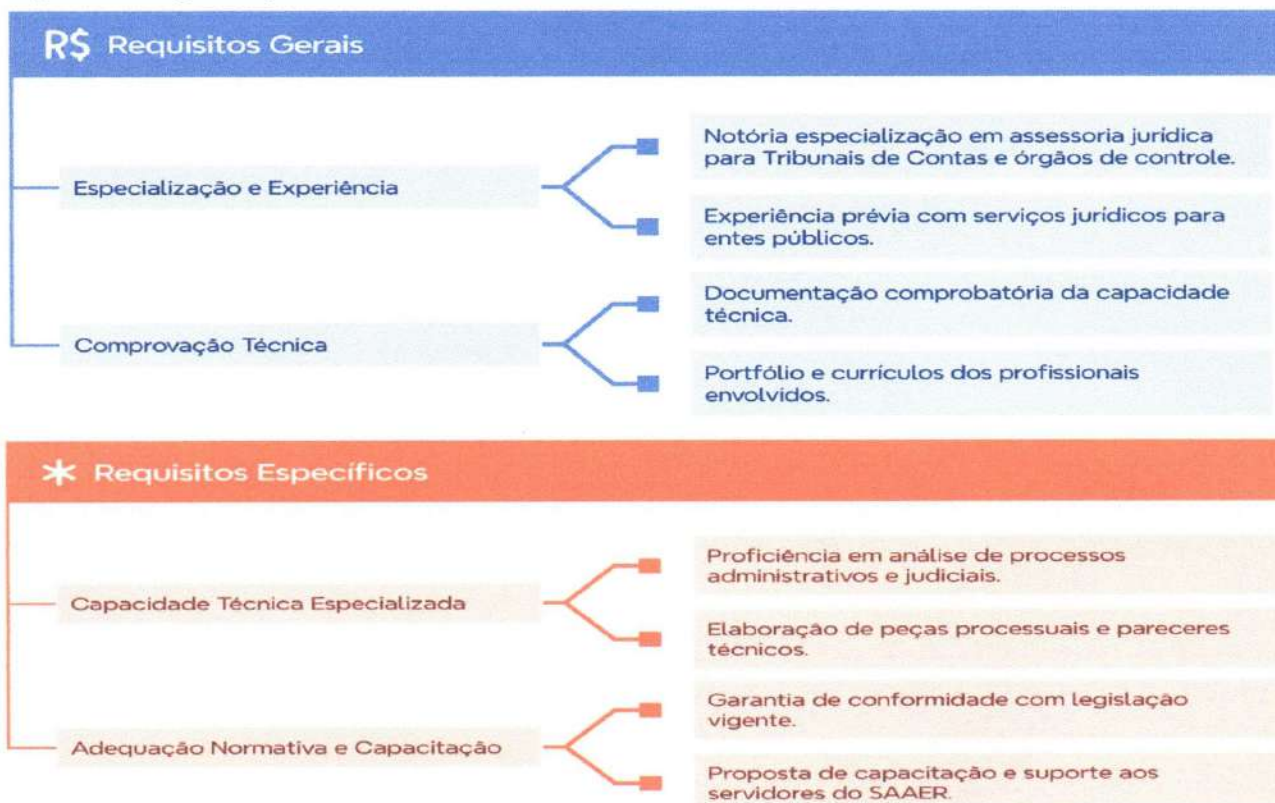 R$ Requisitos Gerais
Especialização e Experiência
Notória especialização em assessoria jurídica
para Tribunais de Contas e órgãos de controle.
Experiência prévia com serviços jurídicos para
entes públicos.
Comprovação Técnica
Documentação comprobatória da capacidade
técnica.
Portfólio e currículos dos profissionais
envolvidos.
Requisitos Específicos
Capacidade Técnica Especializada
Proficiência em análise de processos
administrativos e judiciais.
Elaboração de peças processuais e pareceres
técnicos.
Adequação Normativa e Capacitação
Garantia de conformidade com legislação
vigente.
Proposta de capacitação e suporte aos
servidores do SAAER.